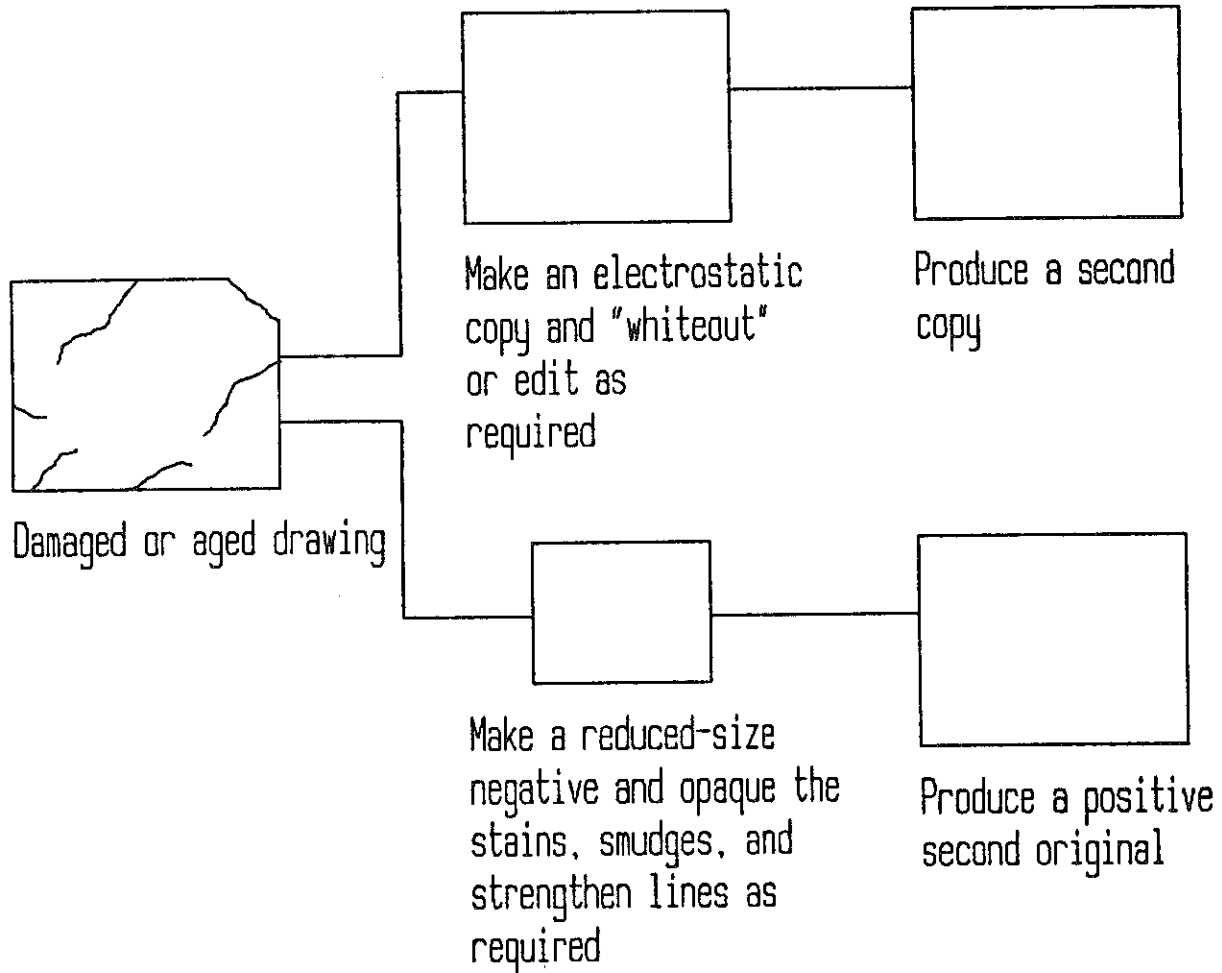 Make an electrostatic
copy and "whiteout"
or edit as
required
Produce a second
copy
Damaged or aged drawing
Make a reduced-size
negative and opaque the
stains, smudges, and
strengthen lines as
required
Produce a positive
second original